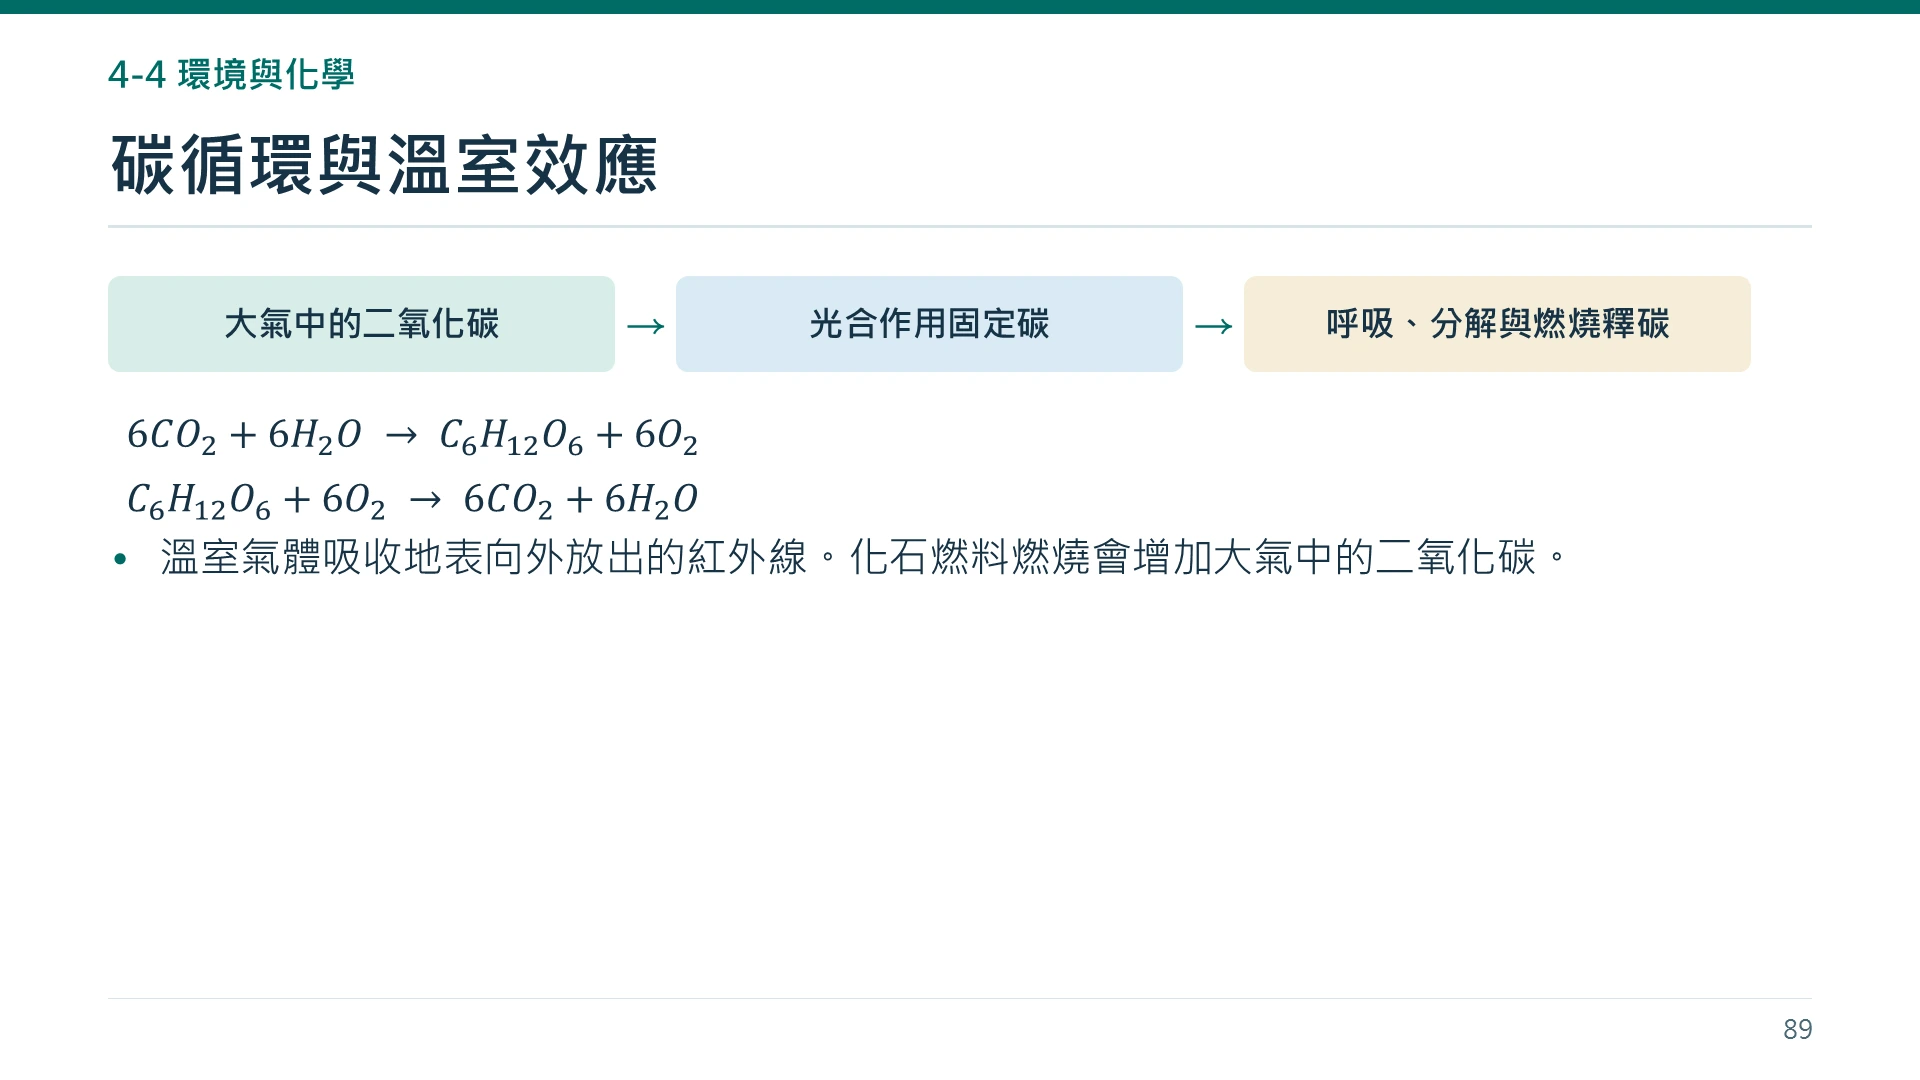 4-4 環境與化學
碳循環與溫室效應
大氣中的二氧化碳 → 光合作用固定碳 → 呼吸、分解與燃燒釋碳
6CO₂ + 6H₂O → C₆H₁₂O₆ + 6O₂
C₆H₁₂O₆ + 6O₂ → 6CO₂ + 6H₂O
• 溫室氣體吸收地表向外放出的紅外線。化石燃料燃燒會增加大氣中的二氧化碳。
89